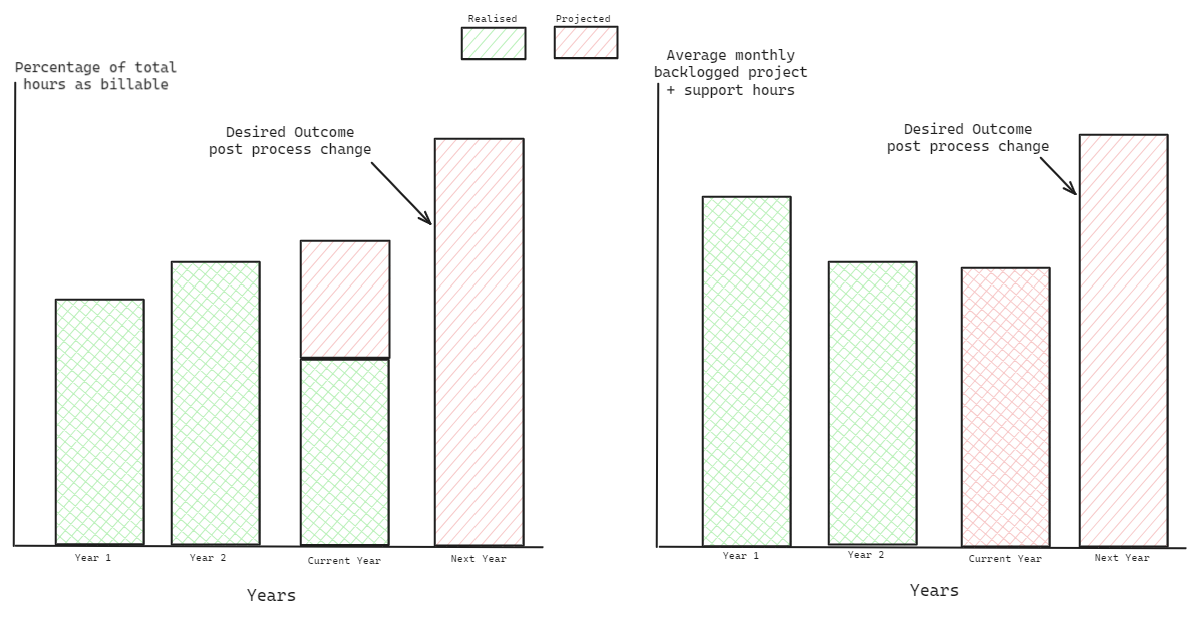 Realised
Projected
Percentage of total
hours as billable
Desired Outcome
post process change
Year 1
Year 2
Current Year
Next Year
Years
Average monthly
backlogged project
+ support hours
Desired Outcome
post process change
Year 1
Year 2
Current Year
Next Year
Years